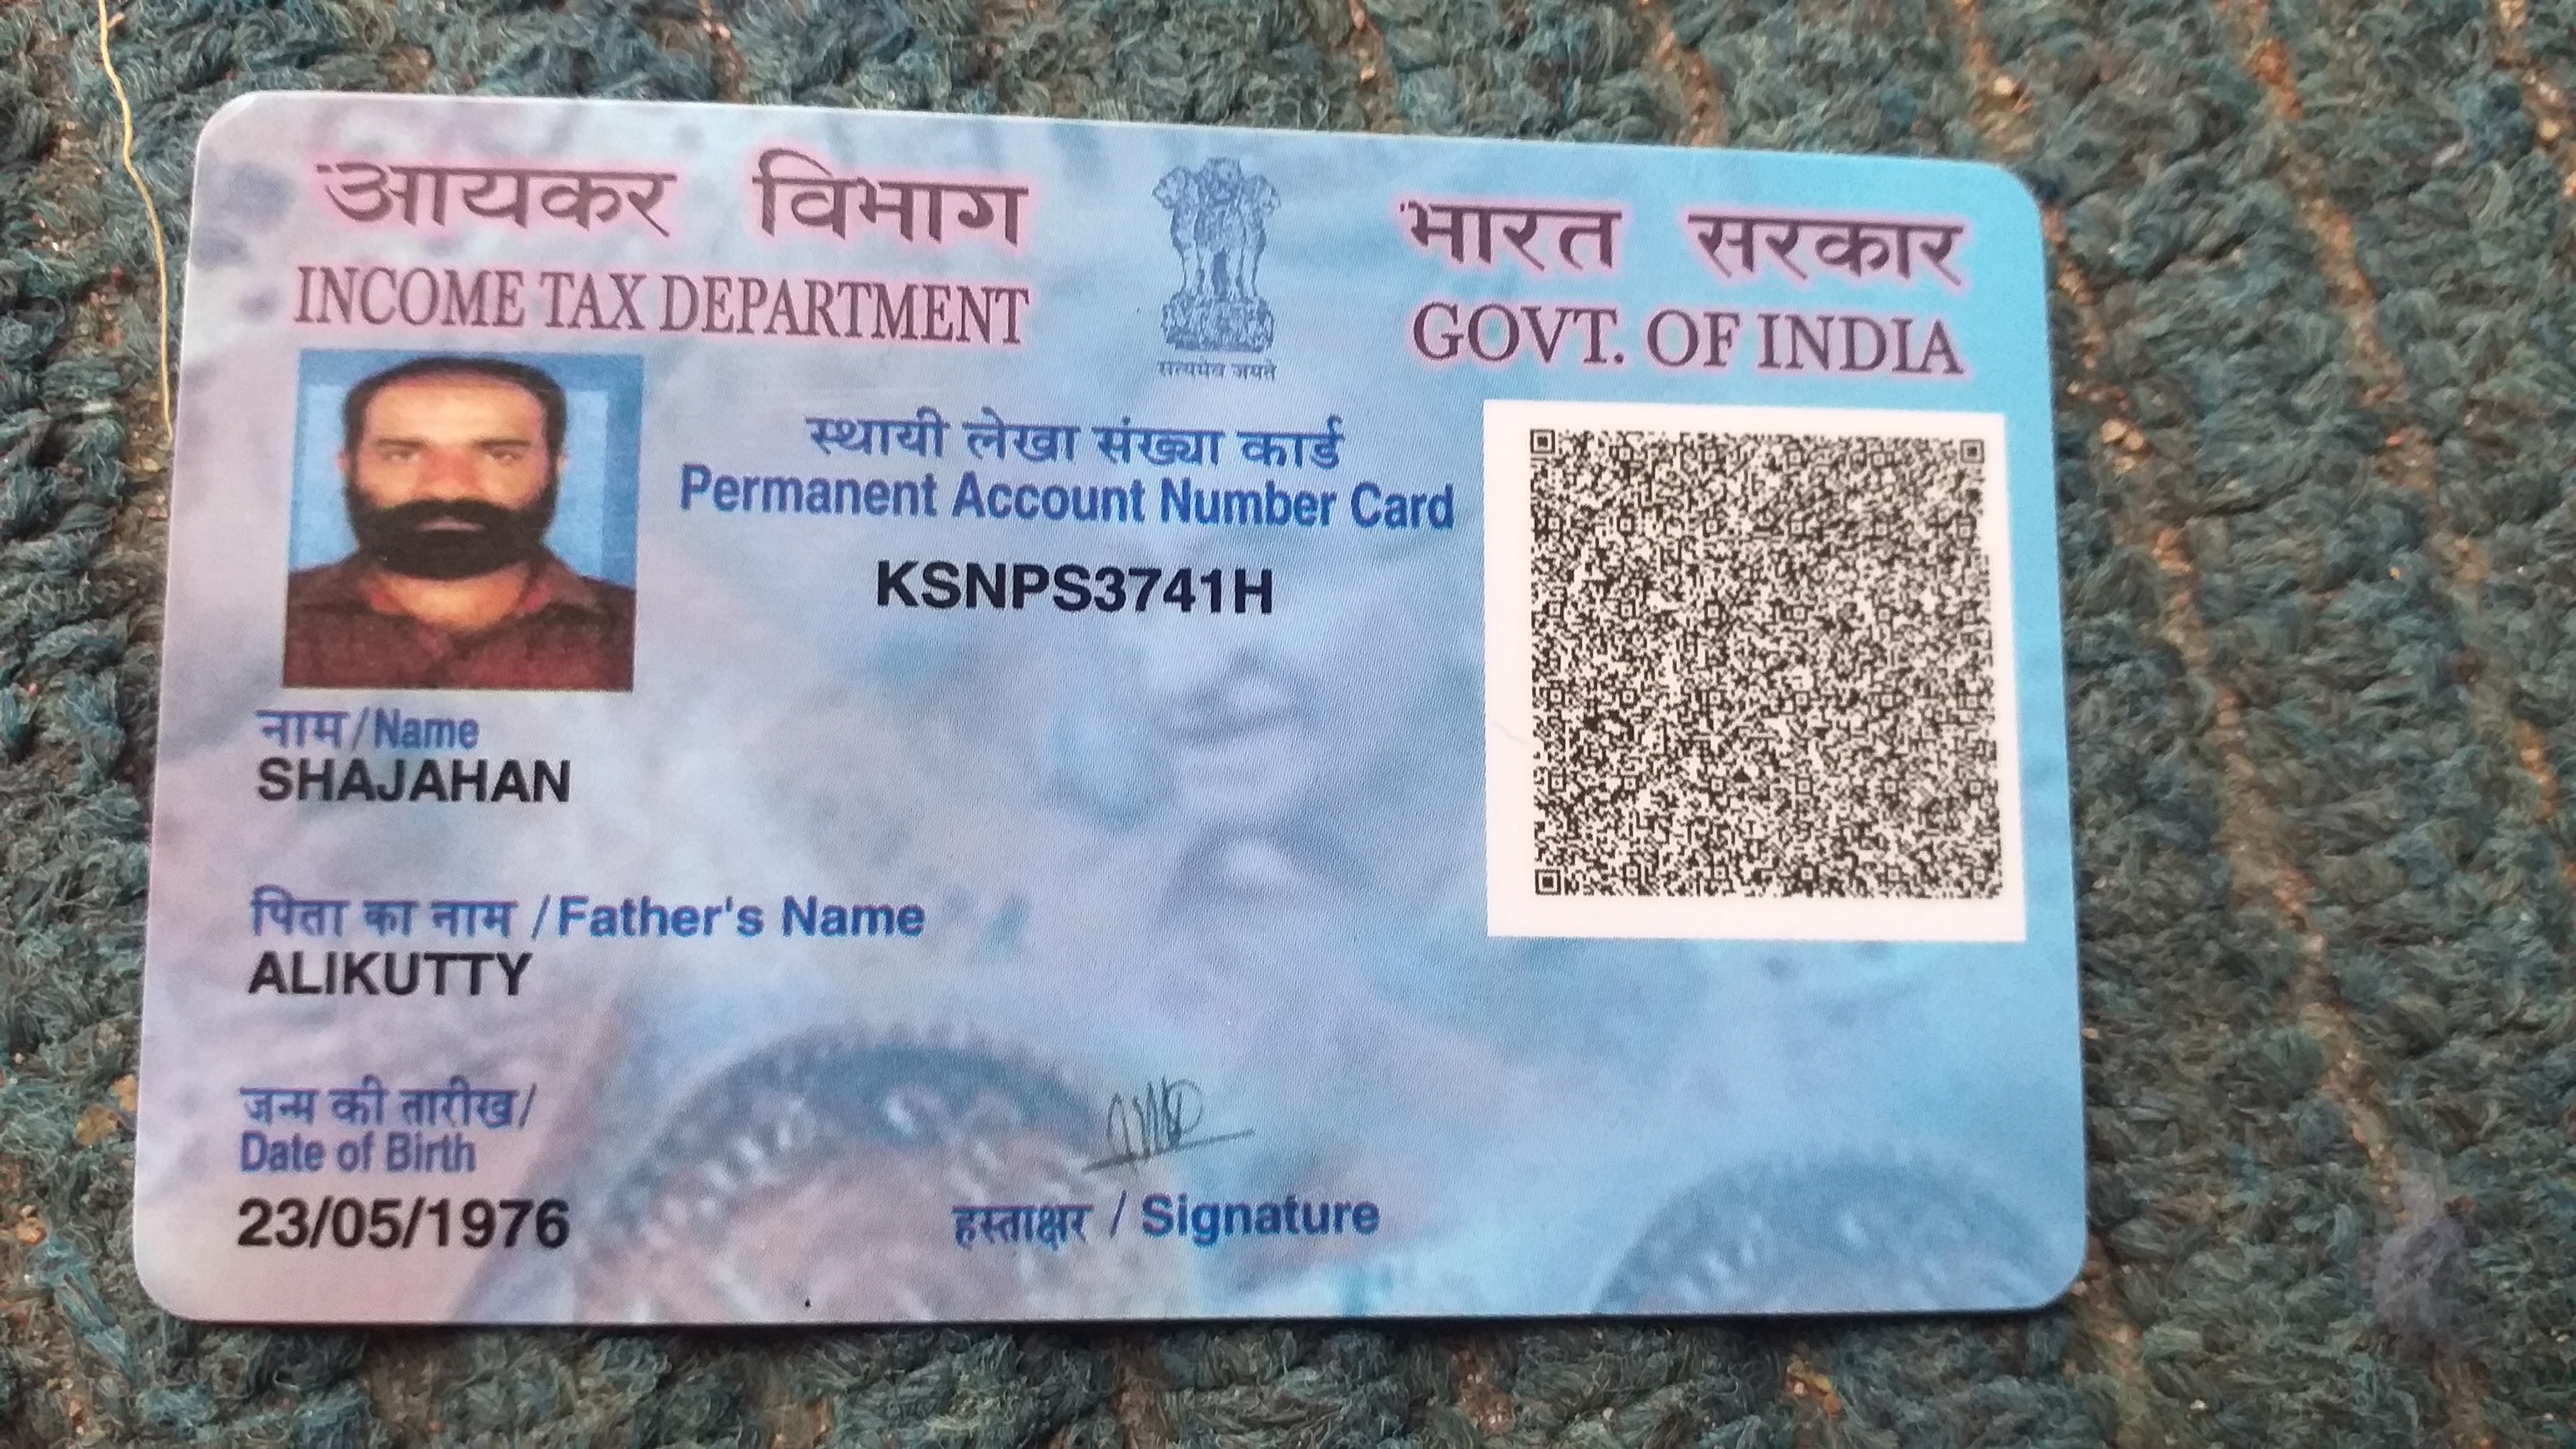 आयकर विभाग
INCOME TAX DEPARTMENT
भारत सरकार
GOVT. OF INDIA
सत्यमेव जयते
स्थायी लेखा संख्या कार्ड
Permanent Account Number Card
KSNPS3741H
नाम/Name
SHAJAHAN
पिता का नाम / Father's Name
ALIKUTTY
जन्म की तारीख/
Date of Birth
23/05/1976
हस्ताक्षर / Signature